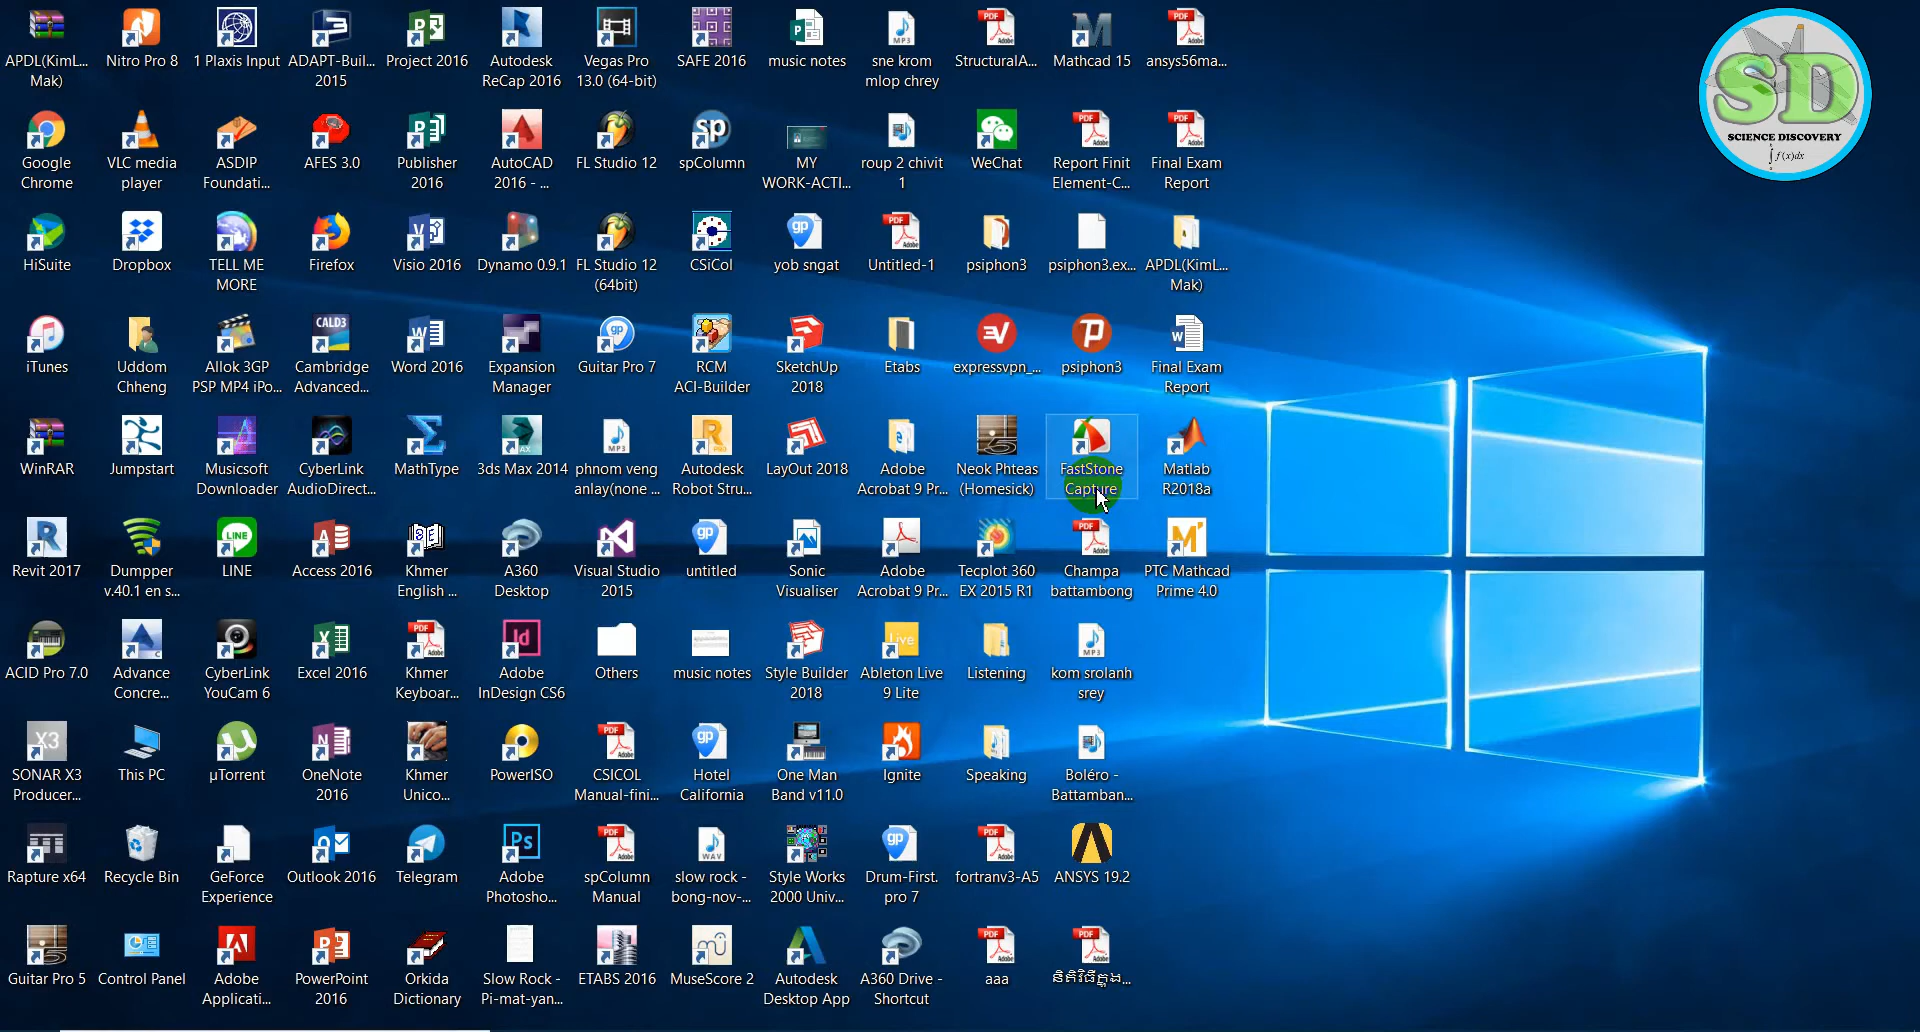 APDL(KimL...
Mak)
Nitro Pro 8
1 Plaxis Input
ADAPT-Buil...
2015
Project 2016
Autodesk
ReCap 2016
Vegas Pro
13.0 (64-bit)
SAFE 2016
music notes
sne krom
mlop chrey
StructuralA...
Mathcad 15
ansys56ma...
SD
SCIENCE DISCOVERY
Google
Chrome
VLC media
player
ASDIP
Foundati...
AFES 3.0
Publisher
2016
AutoCAD
2016 - ...
FL Studio 12
spColumn
MY
WORK-ACTI...
roup 2 chivit
1
WeChat
Report Finit
Element-C...
Final Exam
Report
HiSuite
Dropbox
TELL ME
MORE
Firefox
Visio 2016
Dynamo 0.9.1
FL Studio 12
(64bit)
CSiCol
yob sngat
Untitled-1
psiphon3
psiphon3.ex...
APDL(KimL...
Mak)
iTunes
Uddom
Chheng
Allok 3GP
PSP MP4 iPo...
Cambridge
Advanced...
Word 2016
Expansion
Manager
Guitar Pro 7
RCM
ACI-Builder
SketchUp
2018
Etabs
expressvpn_...
psiphon3
Final Exam
Report
WinRAR
Jumpstart
Musicsoft
Downloader
CyberLink
AudioDirect...
MathType
3ds Max 2014
phnom veng
anlay(none ...
Autodesk
Robot Stru...
LayOut 2018
Adobe
Acrobat 9 Pr...
Neok Phteas
(Homesick)
FastStone
Capture
Matlab
R2018a
Revit 2017
Dumpper
v.40.1 en s...
LINE
Access 2016
Khmer
English ...
A360
Desktop
Visual Studio
2015
untitled
Sonic
Visualiser
Adobe
Acrobat 9 Pr...
Tecplot 360
EX 2015 R1
Champa
battambong
PTC Mathcad
Prime 4.0
ACID Pro 7.0
Advance
Concre...
CyberLink
YouCam 6
Excel 2016
Khmer
Keyboar...
Adobe
InDesign CS6
Others
music notes
Style Builder
2018
Ableton Live
9 Lite
Listening
kom srolanh
srey
SONAR X3
Producer...
This PC
µTorrent
OneNote
2016
Khmer
Unico...
PowerISO
CSICOL
Manual-fini...
Hotel
California
One Man
Band v11.0
Ignite
Speaking
Boléro -
Battamban...
Rapture x64
Recycle Bin
GeForce
Experience
Outlook 2016
Telegram
Adobe
Photosho...
spColumn
Manual
slow rock -
bong-nov-...
Style Works
2000 Univ...
Drum-First.
pro 7
fortranv3-A5
ANSYS 19.2
Guitar Pro 5
Control Panel
Adobe
Applicati...
PowerPoint
2016
Orkida
Dictionary
Slow Rock -
Pi-mat-yan...
ETABS 2016
MuseScore 2
Autodesk
Desktop App
A360 Drive -
Shortcut
aaa